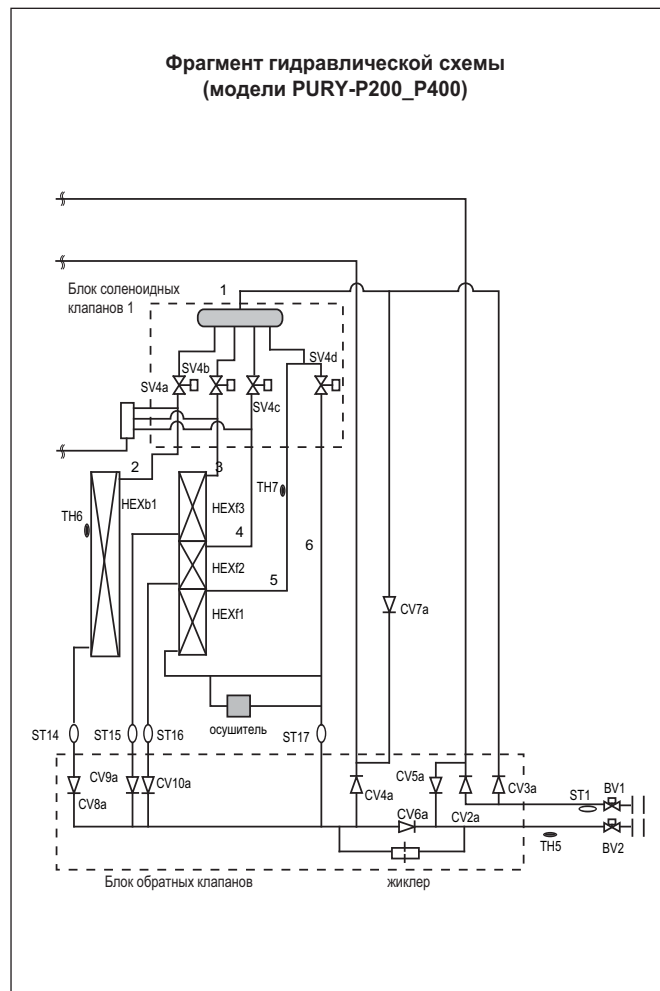 Фрагмент гидравлической схемы
(модели PURY-P200_P400)
Блок соленоидных
клапанов 1
1
SV4a
SV4b
SV4c
SV4d
2
3
TH7
HEXb1
HEXf3
TH6
4
6
HEXf2
5
HEXf1
CV7a
осушитель
ST14
ST15
ST16
ST17
CV8a
CV9a
CV10a
CV4a
CV5a
CV3a
ST1
BV1
CV6a
CV2a
TH5
BV2
Блок обратных клапанов
жиклер